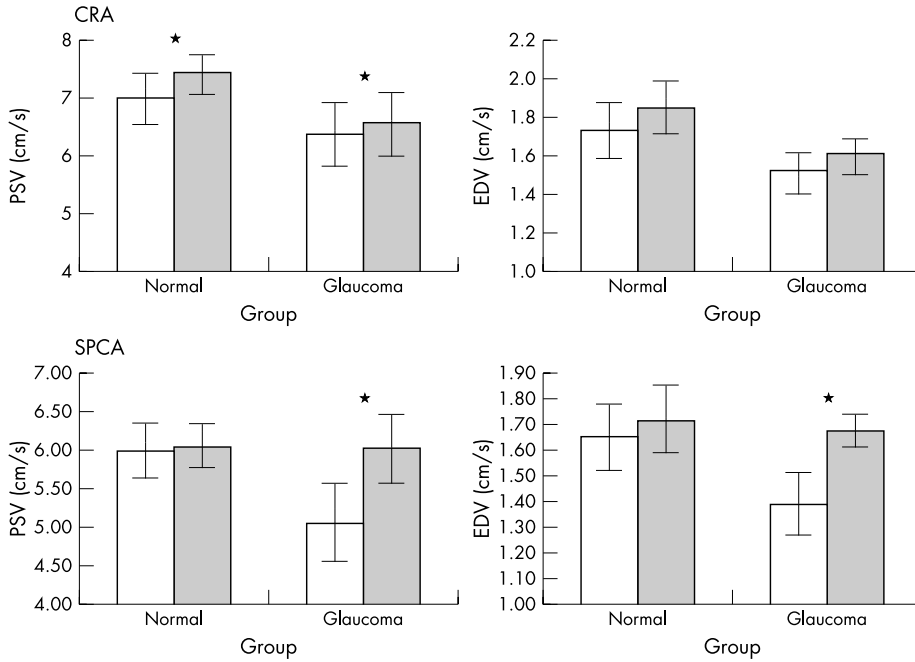 CRA
PSV (cm/s)
8
7
6
5
4
Normal
Glaucoma
Group
★
★
EDV (cm/s)
2.2
2.0
1.8
1.6
1.4
1.2
1.0
Normal
Glaucoma
Group
SPCA
PSV (cm/s)
7.00
6.50
6.00
5.50
5.00
4.50
4.00
Normal
Glaucoma
Group
★
EDV (cm/s)
1.90
1.80
1.70
1.60
1.50
1.40
1.30
1.20
1.10
1.00
Normal
Glaucoma
Group
★